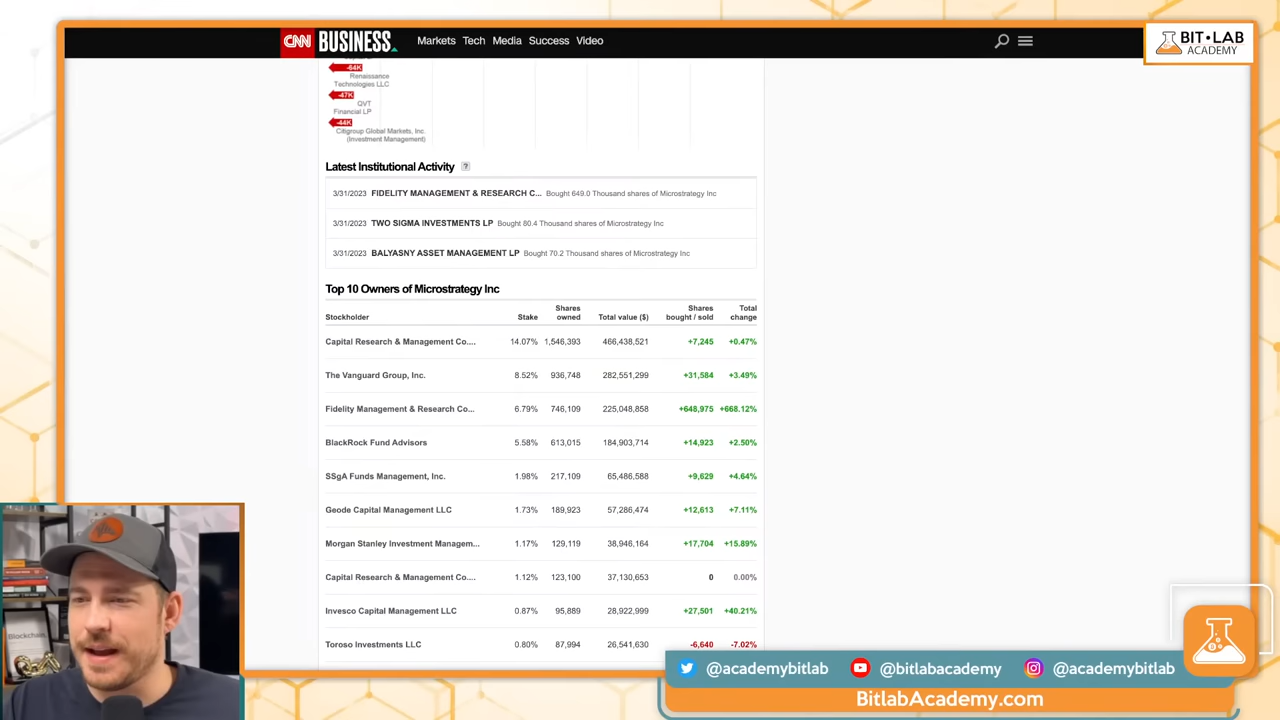 CNN BUSINESS Markets Tech Media Success Video
BIT•LAB
ACADEMY
-64K
Renaissance
Technologies LLC
-47K
QVT
Financial LP
-44K
Citigroup Global Markets, Inc.
(Investment Management)
Latest Institutional Activity ?
3/31/2023 FIDELITY MANAGEMENT & RESEARCH C... Bought 649.0 Thousand shares of Microstrategy Inc
3/31/2023 TWO SIGMA INVESTMENTS LP Bought 80.4 Thousand shares of Microstrategy Inc
3/31/2023 BALYASNY ASSET MANAGEMENT LP Bought 70.2 Thousand shares of Microstrategy Inc
Top 10 Owners of Microstrategy Inc
Stockholder Stake Shares owned Total value ($) Shares bought / sold Total change
Capital Research & Management Co.... 14.07% 1,546,393 466,438,521 +7,245 +0.47%
The Vanguard Group, Inc. 8.52% 936,748 282,551,299 +31,584 +3.49%
Fidelity Management & Research Co... 6.79% 746,109 225,048,858 +648,975 +668.12%
BlackRock Fund Advisors 5.58% 613,015 184,903,714 +14,923 +2.50%
SSgA Funds Management, Inc. 1.98% 217,109 65,486,588 +9,629 +4.64%
Geode Capital Management LLC 1.73% 189,923 57,286,474 +12,613 +7.11%
Morgan Stanley Investment Managem... 1.17% 129,119 38,946,164 +17,704 +15.89%
Capital Research & Management Co.... 1.12% 123,100 37,130,653 0 0.00%
Invesco Capital Management LLC 0.87% 95,889 28,922,999 +27,501 +40.21%
Toroso Investments LLC 0.80% 87,994 26,541,630 -6,640 -7.02%
Blockchain
@academybitlab @bitlabacademy @academybitlab
BitlabAcademy.com